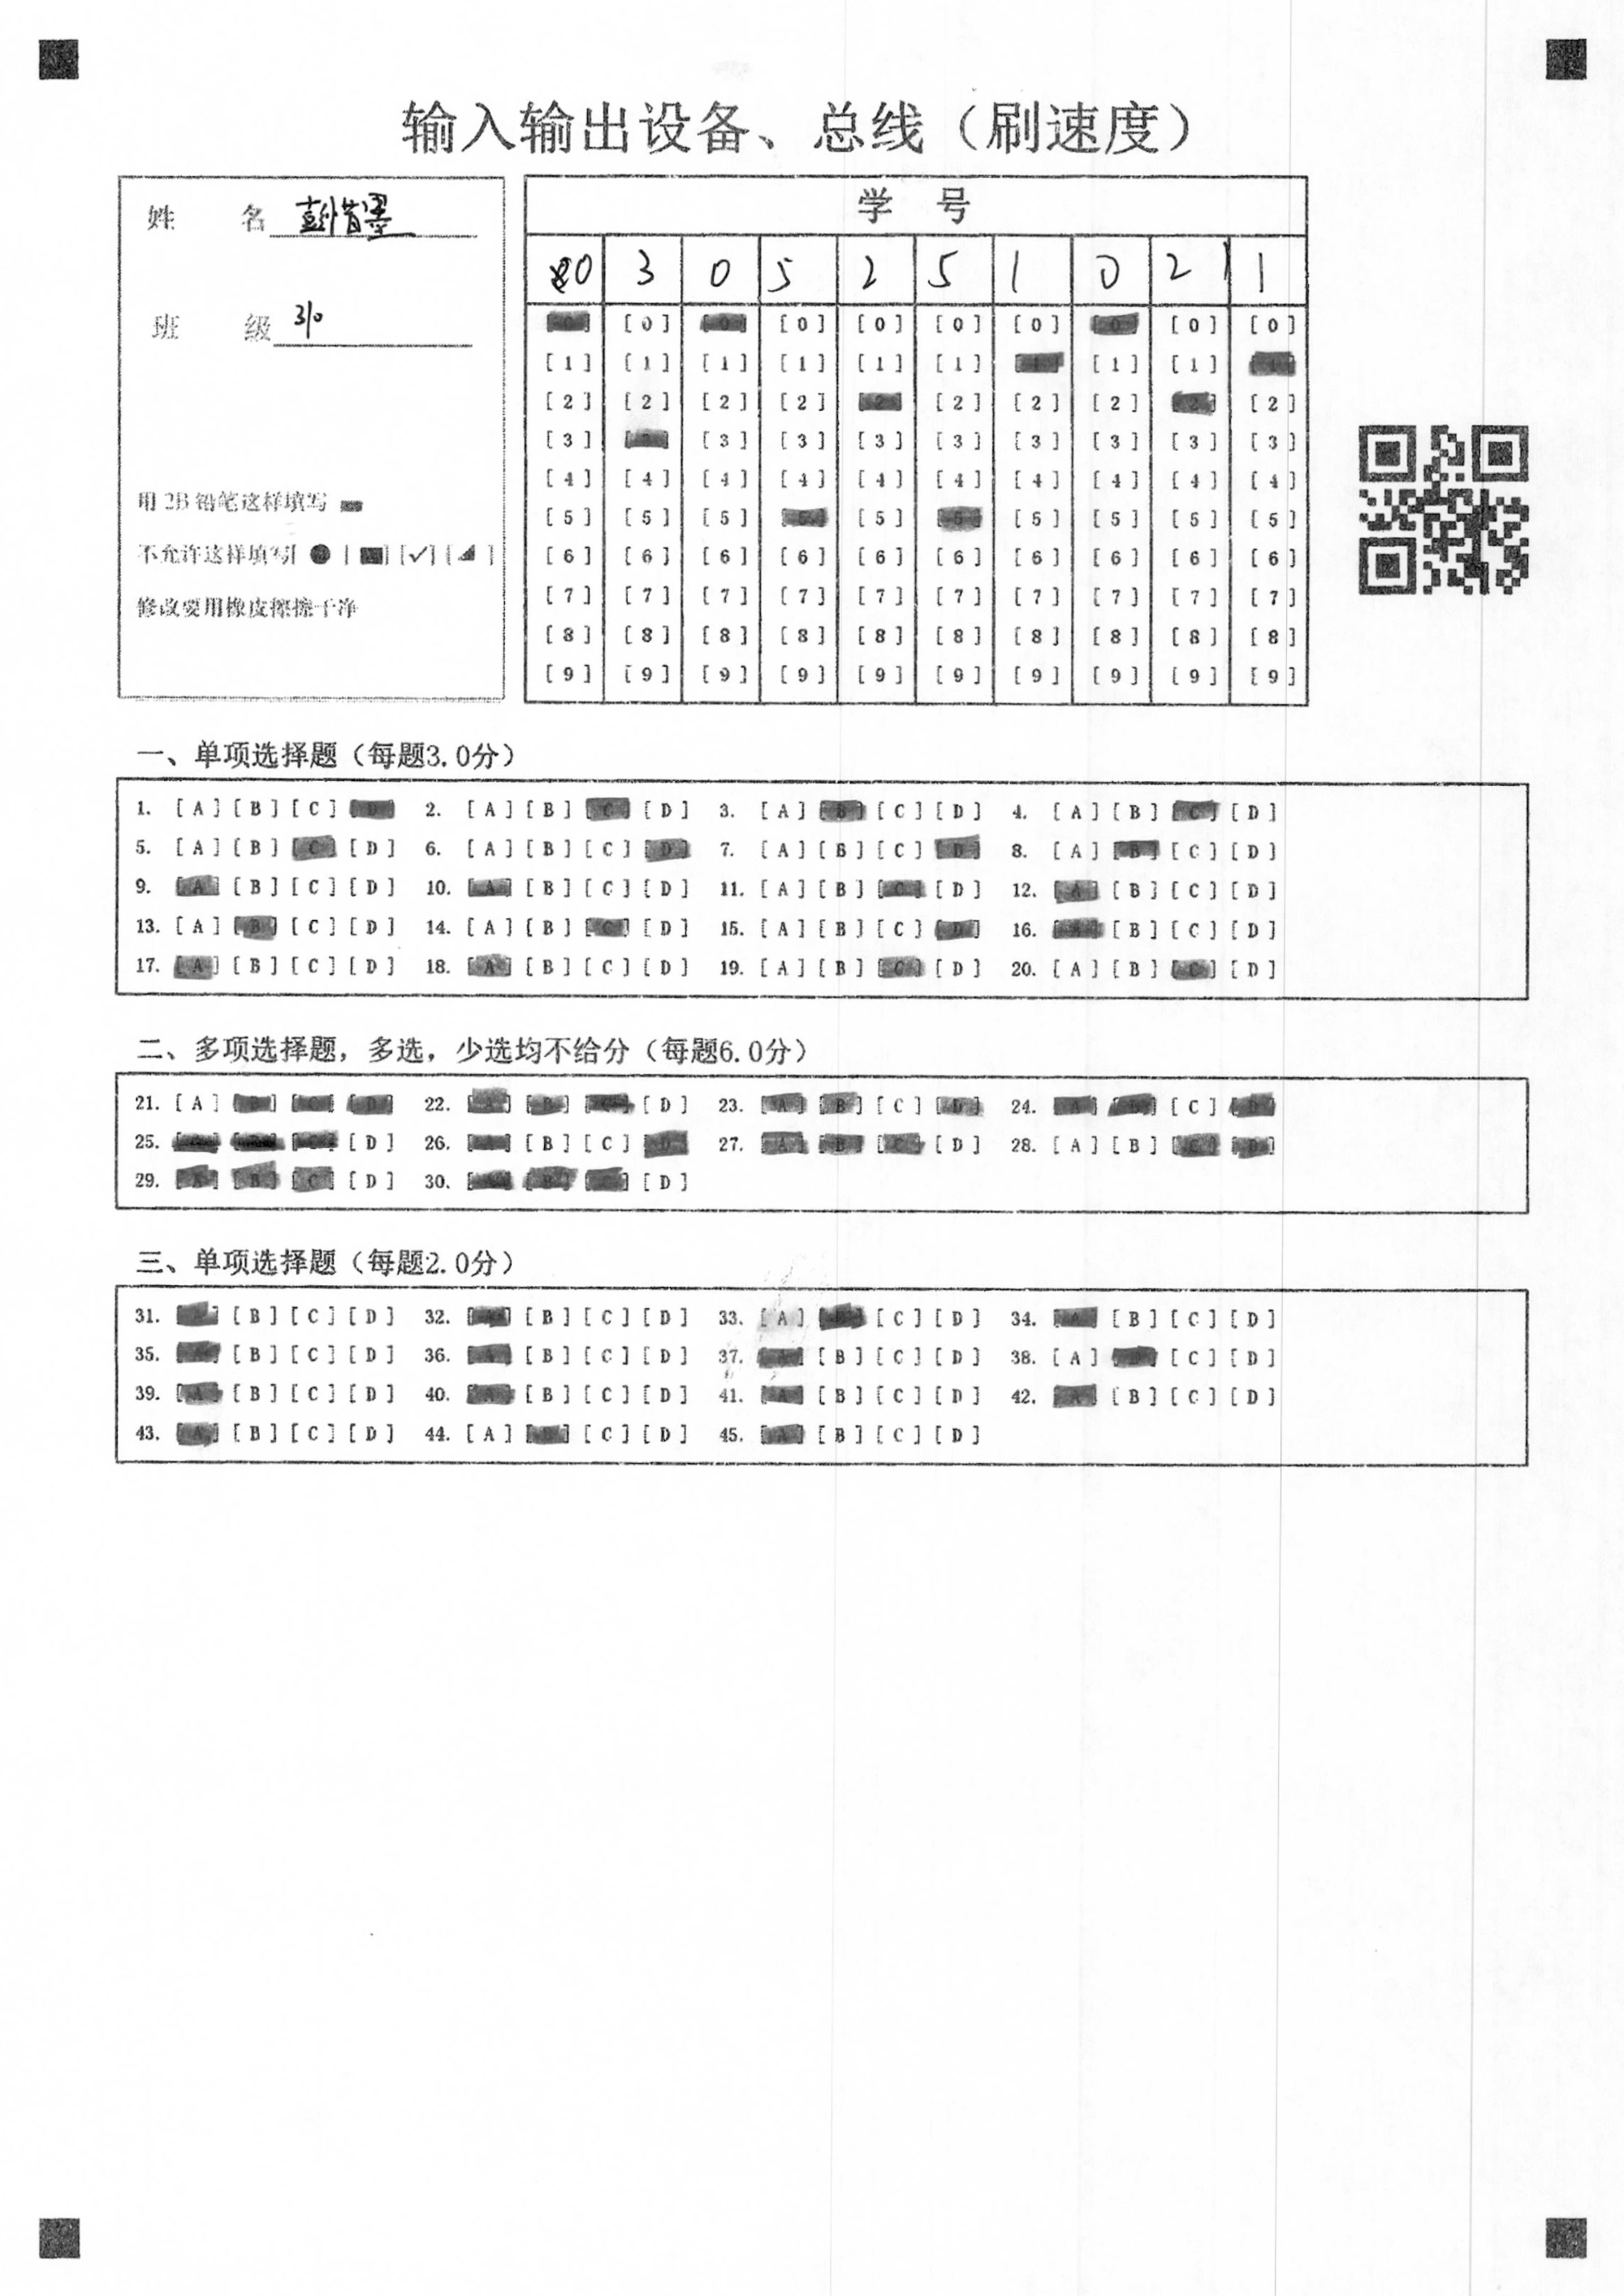 输入输出设备、总线（刷速度）
姓 名 彭肖墨
班 级 310
用 2B 铅笔这样填写
不允许这样填写[ ● ] [ ■ ] [✓] [◢ ]
修改要用橡皮擦擦干净
学 号
0 3 0 5 2 5 1 0 2 1
[0] [0] [0] [0] [0] [0] [0] [0] [0] [0]
[1] [1] [1] [1] [1] [1] [1] [1] [1] [1]
[2] [2] [2] [2] [2] [2] [2] [2] [2] [2]
[3] [3] [3] [3] [3] [3] [3] [3] [3] [3]
[4] [4] [4] [4] [4] [4] [4] [4] [4] [4]
[5] [5] [5] [5] [5] [5] [5] [5] [5] [5]
[6] [6] [6] [6] [6] [6] [6] [6] [6] [6]
[7] [7] [7] [7] [7] [7] [7] [7] [7] [7]
[8] [8] [8] [8] [8] [8] [8] [8] [8] [8]
[9] [9] [9] [9] [9] [9] [9] [9] [9] [9]
一、单项选择题（每题3.0分）
1. [A] [B] [C] [D] 2. [A] [B] [C] [D] 3. [A] [B] [C] [D] 4. [A] [B] [C] [D]
5. [A] [B] [C] [D] 6. [A] [B] [C] [D] 7. [A] [B] [C] [D] 8. [A] [B] [C] [D]
9. [A] [B] [C] [D] 10. [A] [B] [C] [D] 11. [A] [B] [C] [D] 12. [A] [B] [C] [D]
13. [A] [B] [C] [D] 14. [A] [B] [C] [D] 15. [A] [B] [C] [D] 16. [A] [B] [C] [D]
17. [A] [B] [C] [D] 18. [A] [B] [C] [D] 19. [A] [B] [C] [D] 20. [A] [B] [C] [D]
二、多项选择题，多选，少选均不给分（每题6.0分）
21. [A] [B] [C] [D] 22. [A] [B] [C] [D] 23. [A] [B] [C] [D] 24. [A] [B] [C] [D]
25. [A] [B] [C] [D] 26. [A] [B] [C] [D] 27. [A] [B] [C] [D] 28. [A] [B] [C] [D]
29. [A] [B] [C] [D] 30. [A] [B] [C] [D]
三、单项选择题（每题2.0分）
31. [A] [B] [C] [D] 32. [A] [B] [C] [D] 33. [A] [B] [C] [D] 34. [A] [B] [C] [D]
35. [A] [B] [C] [D] 36. [A] [B] [C] [D] 37. [A] [B] [C] [D] 38. [A] [B] [C] [D]
39. [A] [B] [C] [D] 40. [A] [B] [C] [D] 41. [A] [B] [C] [D] 42. [A] [B] [C] [D]
43. [A] [B] [C] [D] 44. [A] [B] [C] [D] 45. [A] [B] [C] [D]